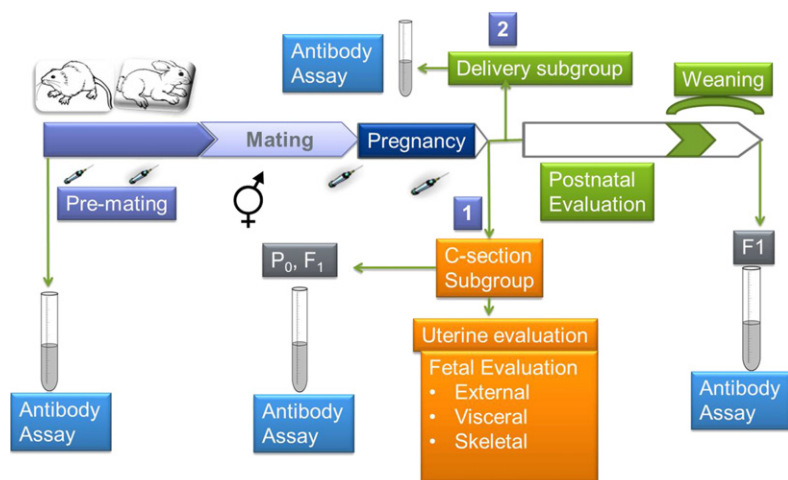 2
Antibody
Assay
Delivery subgroup
Weaning
Mating
Pregnancy
Pre-mating
1
Postnatal
Evaluation
P₀, F₁
C-section
Subgroup
F1
Uterine evaluation
Fetal Evaluation
• External
• Visceral
• Skeletal
Antibody
Assay
Antibody
Assay
Antibody
Assay